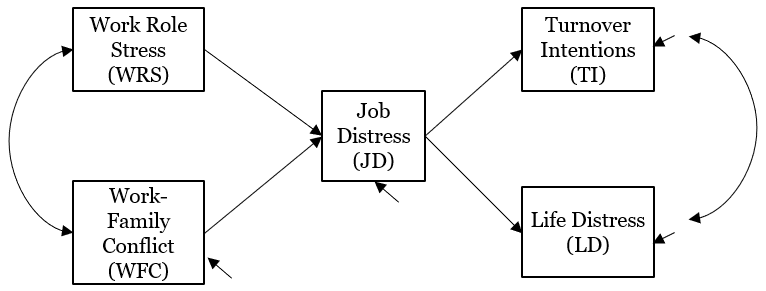 Work Role
Stress
(WRS)
Work-
Family
Conflict
(WFC)
Job
Distress
(JD)
Turnover
Intentions
(TI)
Life Distress
(LD)